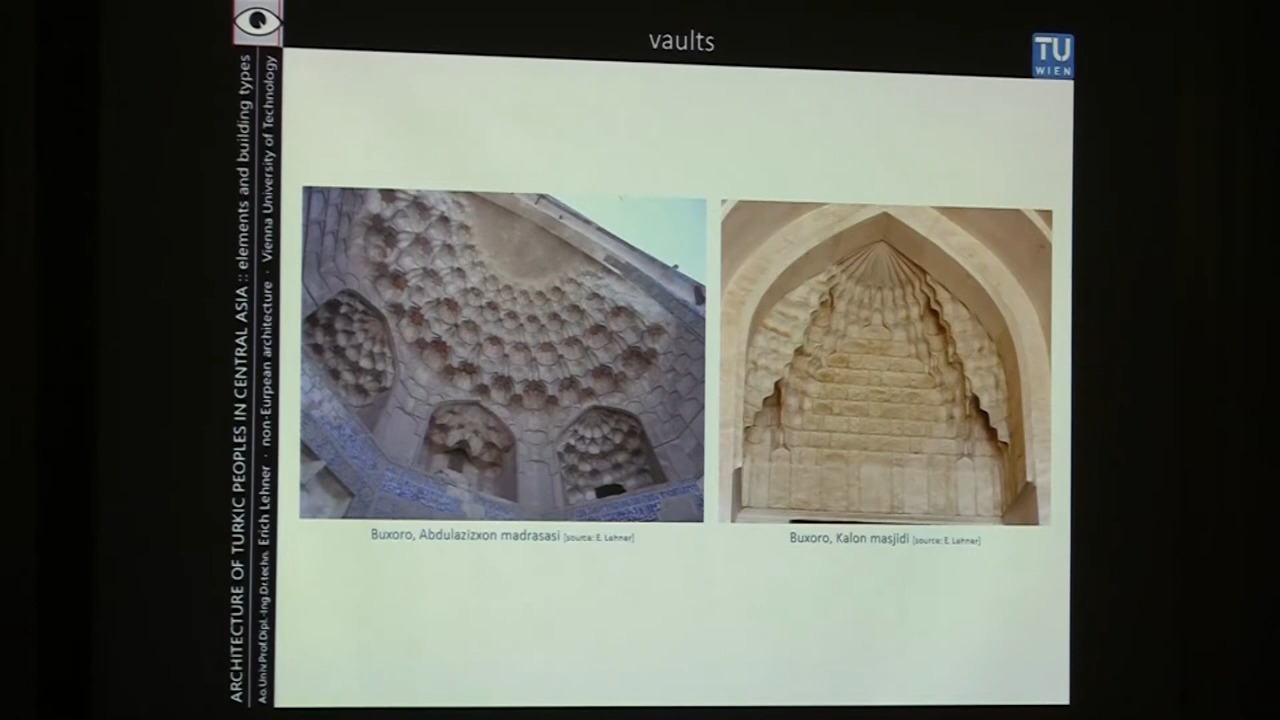 vaults
TU
WIEN
ARCHITECTURE OF TURKIC PEOPLES IN CENTRAL ASIA :: elements and building types
Ao.Univ.Prof.Dipl.-Ing Dr.techn. Erich Lehner · non-Eurpean architecture · Vienna University of Technology
Buxoro, Abdulazizxon madrasasi [source: E. Lehner]
Buxoro, Kalon masjidi [source: E. Lehner]